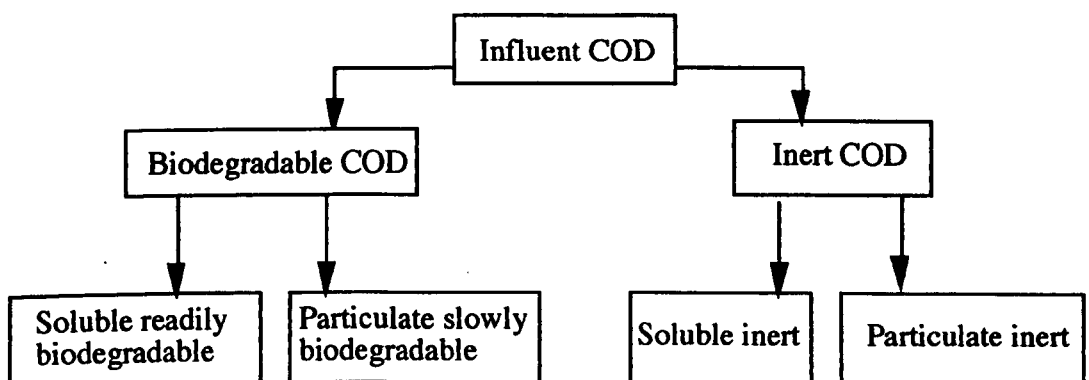 Influent COD
Biodegradable COD
Inert COD
Soluble readily
biodegradable
Particulate slowly
biodegradable
Soluble inert
Particulate inert